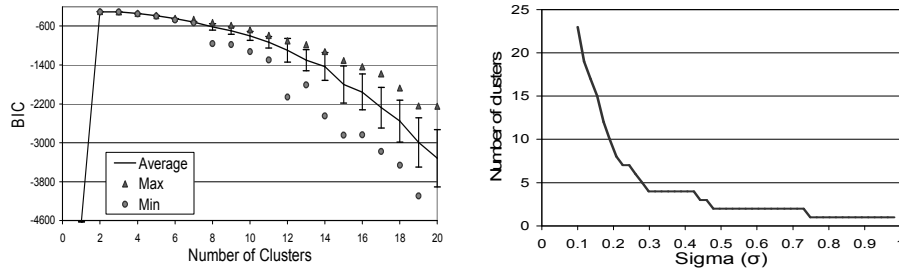 -600
-1400
-2200
-3000
-3800
-4600
BIC
Average
Max
Min
0 2 4 6 8 10 12 14 16 18 20
Number of Clusters
25
20
15
10
5
0
Number of clusters
0 0.1 0.2 0.3 0.4 0.5 0.6 0.7 0.8 0.9 1
Sigma (σ)